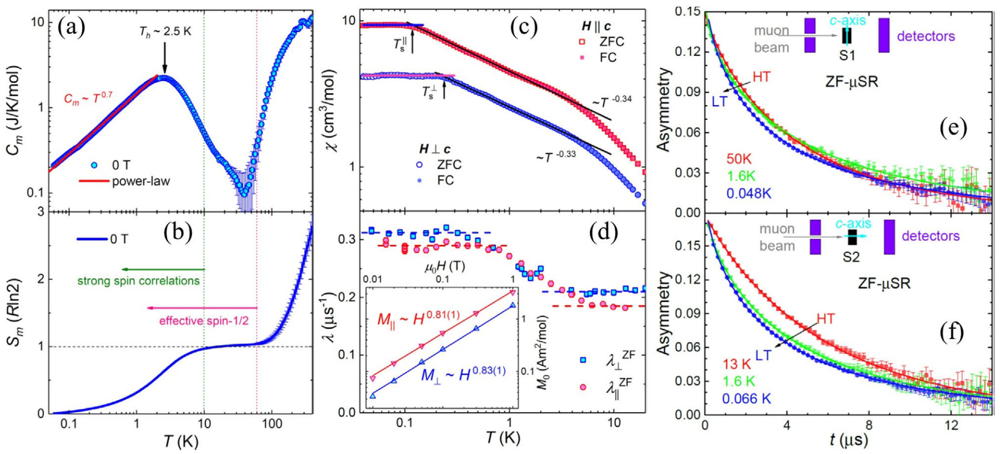 (a)
T_h ~ 2.5 K
C_m ~ T^0.7
0 T
power-law
10
1
0.1
C_m (J/K/mol)
(b)
0 T
strong spin correlations
effective spin-1/2
3
2
1
0
S_m (Rln2)
0.1 1 10 100
T (K)
(c)
H || c
ZFC
FC
T_s^||
T_s^⊥
~T^-0.34
H ⊥ c
ZFC
FC
~T^-0.33
10
1
χ (cm³/mol)
(d)
μ₀H (T)
0.01 0.1 1
M_|| ~ H^0.81(1)
M_⊥ ~ H^0.83(1)
1
0.1
M₀ (Am²/mol)
λ_⊥^ZF
λ_||^ZF
0.3
0.2
0.1
0.0
λ (μs⁻¹)
0.1 1 10
T (K)
0.15
0.12
0.09
0.06
0.03
0.00
Asymmetry
muon
beam
c-axis
S1
detectors
ZF-μSR
HT
LT
(e)
50K
1.6K
0.048K
0.15
0.12
0.09
0.06
0.03
0.00
Asymmetry
muon
beam
c-axis
S2
detectors
ZF-μSR
HT
LT
(f)
13 K
1.6 K
0.066 K
0 4 8 12
t (μs)